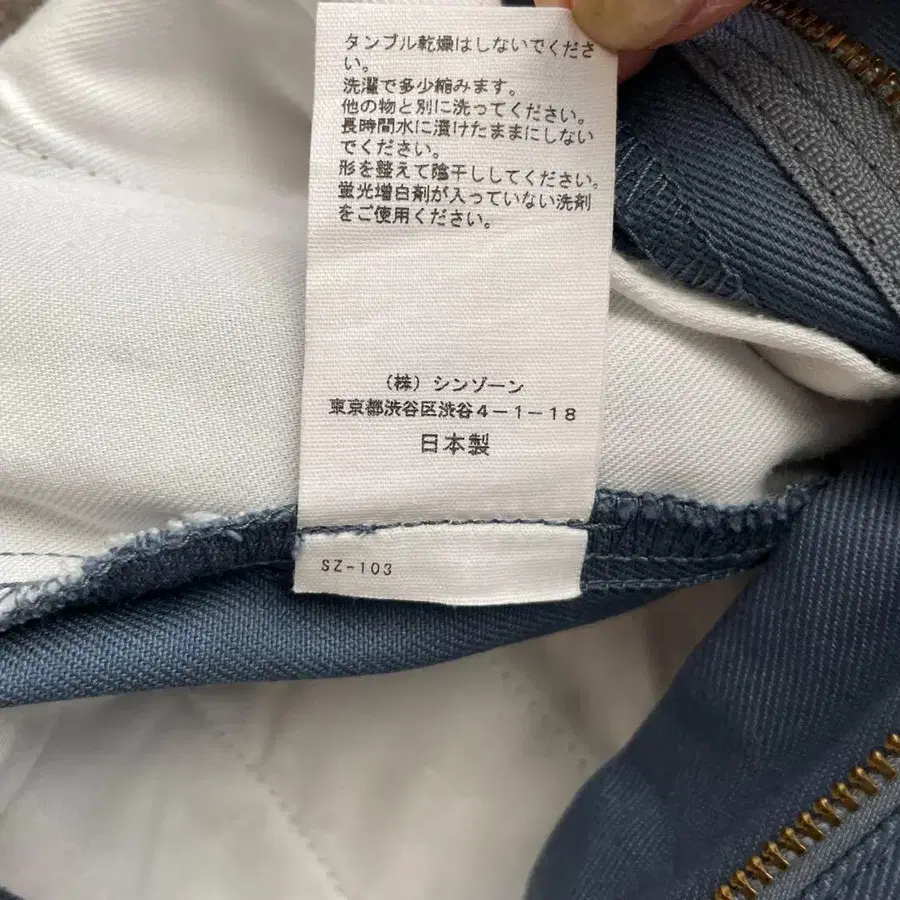 タンブル乾燥はしないでくださ
い。
洗濯で多少縮みます。
他の物と別に洗ってください。
長時間水に漬けたままにしない
でください。
形を整えて陰干ししてください。
蛍光増白剤が入っていない洗剤
をご使用ください。
（株）シンゾーン
東京都渋谷区渋谷４－１－１８
日本製
SZ-103